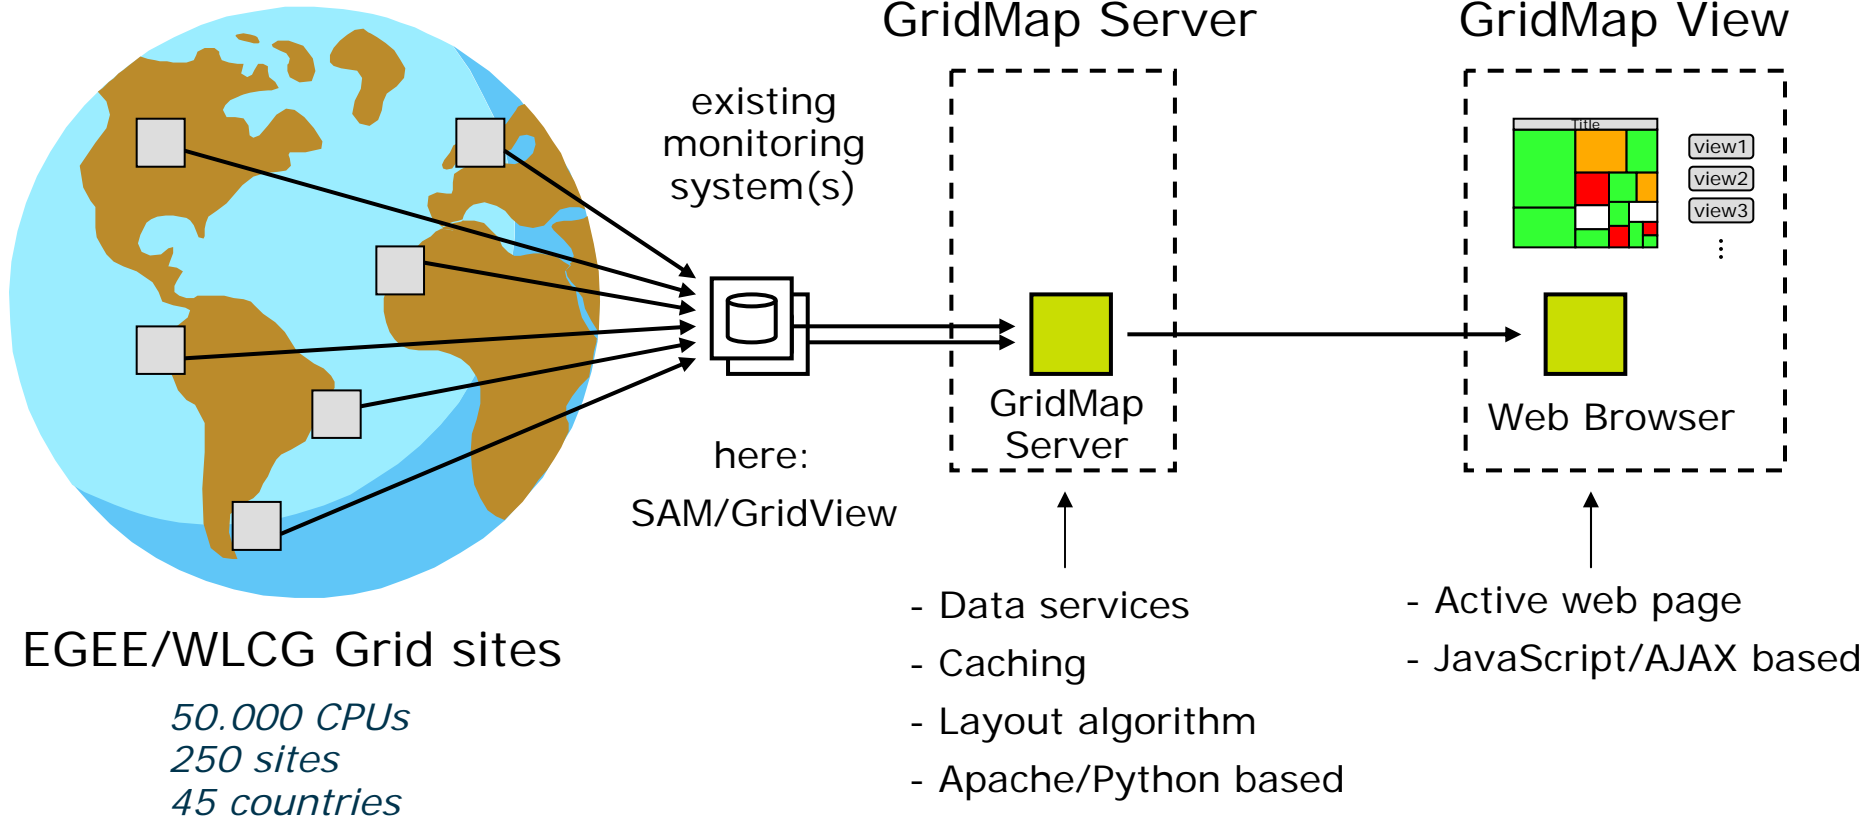 GridMap Server
GridMap View
existing
monitoring
system(s)
Title
view1
view2
view3
GridMap
Server
Web Browser
here:
SAM/GridView
EGEE/WLCG Grid sites
50.000 CPUs
250 sites
45 countries
- Data services
- Caching
- Layout algorithm
- Apache/Python based
- Active web page
- JavaScript/AJAX based